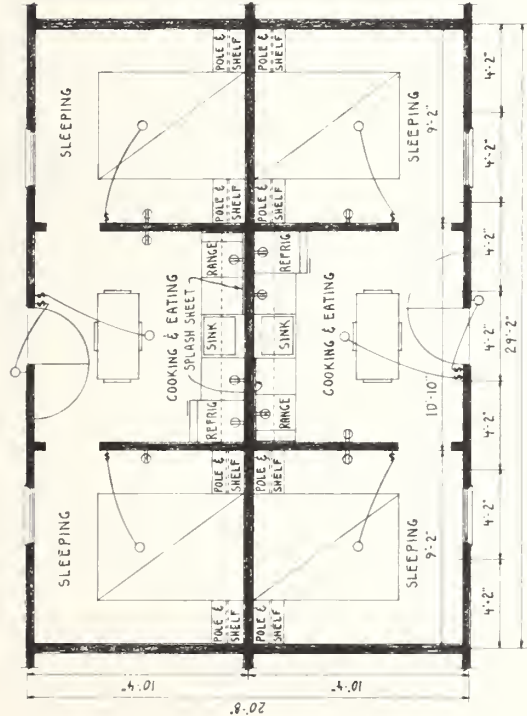 SLEEPING
SLEEPING
COOKING & EATING
SPLASH SHEET
REFRIG
SINK
RANGE
POLE &
SHELF
POLE &
SHELF
POLE &
SHELF
POLE &
SHELF
POLE &
SHELF
POLE &
SHELF
POLE &
SHELF
POLE &
SHELF
RANGE
SINK
REFRIG
COOKING & EATING
SLEEPING
9'-2"
10'-10"
SLEEPING
9'-2"
4'-2"
4'-2"
4'-2"
4'-2"
4'-2"
4'-2"
4'-2"
29'-2"
10'-4"
10'-4"
20'-8"